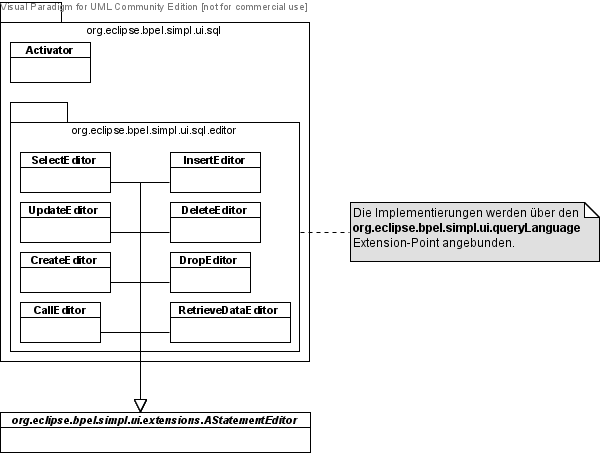 Visual Paradigm for UML Community Edition [not for commercial use]
org.eclipse.bpel.simpl.ui.sql
Activator
org.eclipse.bpel.simpl.ui.sql.editor
SelectEditor
InsertEditor
UpdateEditor
DeleteEditor
CreateEditor
DropEditor
CallEditor
RetrieveDataEditor
Die Implementierungen werden über den
org.eclipse.bpel.simpl.ui.queryLanguage
Extension-Point angebunden.
org.eclipse.bpel.simpl.ui.extensions.AStatementEditor